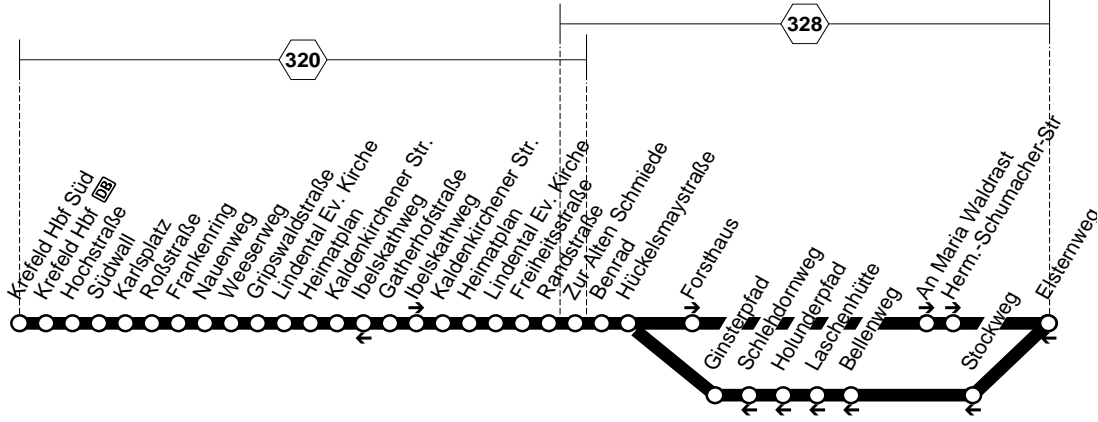 328
320
Krefeld Hbf Süd
Krefeld Hbf DB
Hochstraße
Südwall
Karlsplatz
Roßstraße
Frankenring
Nauenweg
Weeserweg
Gripswaldstraße
Lindental Ev. Kirche
Heimatplan
Kaldenkirchener Str.
Ibelskathweg
Gatherhofstraße
Ibelskathweg
Kaldenkirchener Str.
Heimatplan
Lindental Ev. Kirche
Freiheitsstraße
Randstraße
Zur Alten Schmiede
Benrad
Hückelsmaystraße
Forsthaus
Ginsterpfad
Schlehdornweg
Holunderpfad
Laschenhütte
Bellenweg
An Maria Waldrast
Herm.-Schumacher-Str
Stockweg
Elsternweg